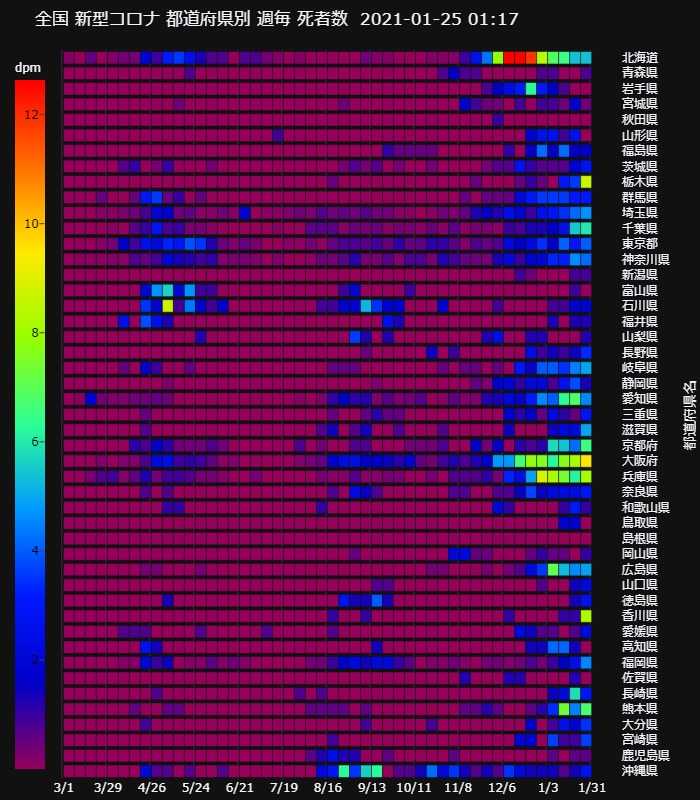 全国 新型コロナ 都道府県別 週毎 死者数 2021-01-25 01:17
dpm
12
10
8
6
4
2
北海道
青森県
岩手県
宮城県
秋田県
山形県
福島県
茨城県
栃木県
群馬県
埼玉県
千葉県
東京都
神奈川県
新潟県
富山県
石川県
福井県
山梨県
長野県
岐阜県
静岡県
愛知県
三重県
滋賀県
京都府
大阪府
兵庫県
奈良県
和歌山県
鳥取県
島根県
岡山県
広島県
山口県
徳島県
香川県
愛媛県
高知県
福岡県
佐賀県
長崎県
熊本県
大分県
宮崎県
鹿児島県
沖縄県
都道府県名
3/1 3/29 4/26 5/24 6/21 7/19 8/16 9/13 10/11 11/8 12/6 1/3 1/31